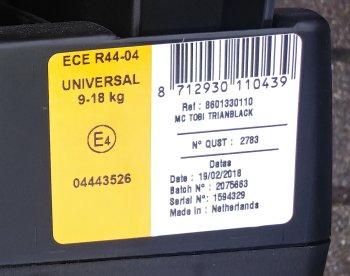 ECE R44-04
UNIVERSAL
9-18 kg
E4
04443526
8 712930 110439
Ref : 8601330110
MC TOBI TRIANBLACK
N° QUST : 2783
Datas
Date : 19/02/2018
Batch N° : 2075663
Serial N° : 1594329
Made in : Netherlands